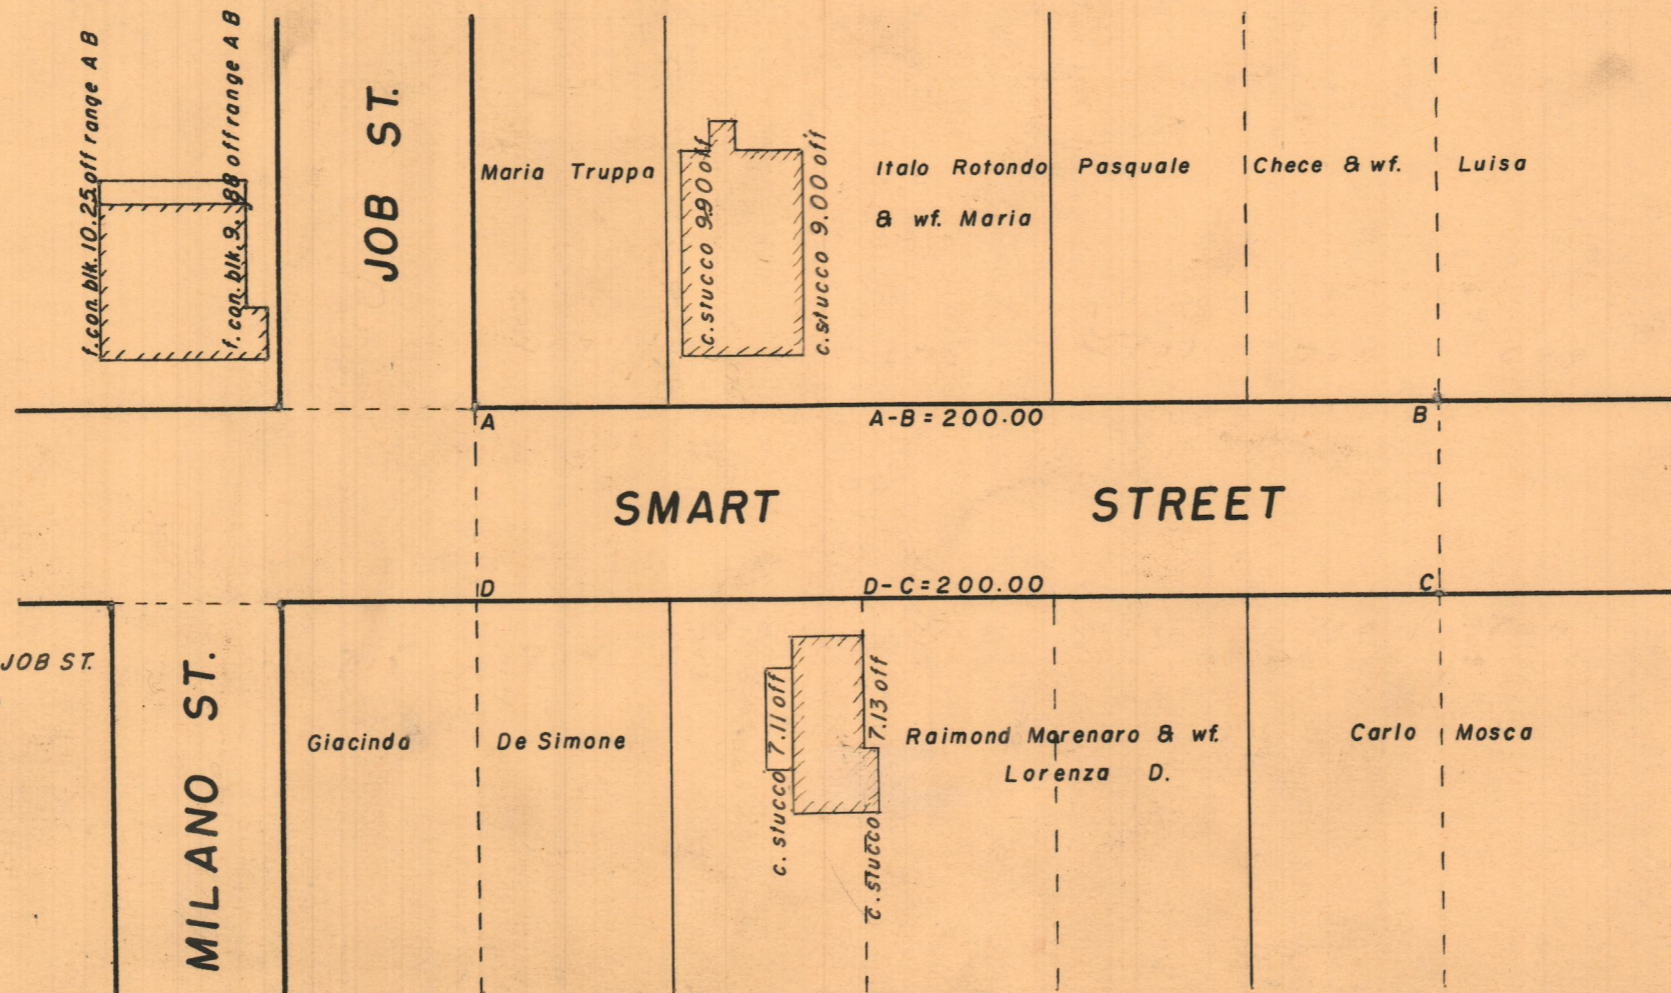 f. con. blk. 10.25 off range A B
f. con. blk. 9.88 off range A B
JOB ST.
Maria Truppa
c. stucco 9.90 off
c. stucco 9.00 off
Italo Rotondo
& wf. Maria
Pasquale Chece & wf. Luisa
A
A-B = 200.00
B
SMART STREET
D
D-C = 200.00
C
JOB ST.
MILANO ST.
Giacinda De Simone
c. stucco 7.11 off
c. stucco 7.13 off
Raimond Morenaro & wf.
Lorenza D.
Carlo Mosca